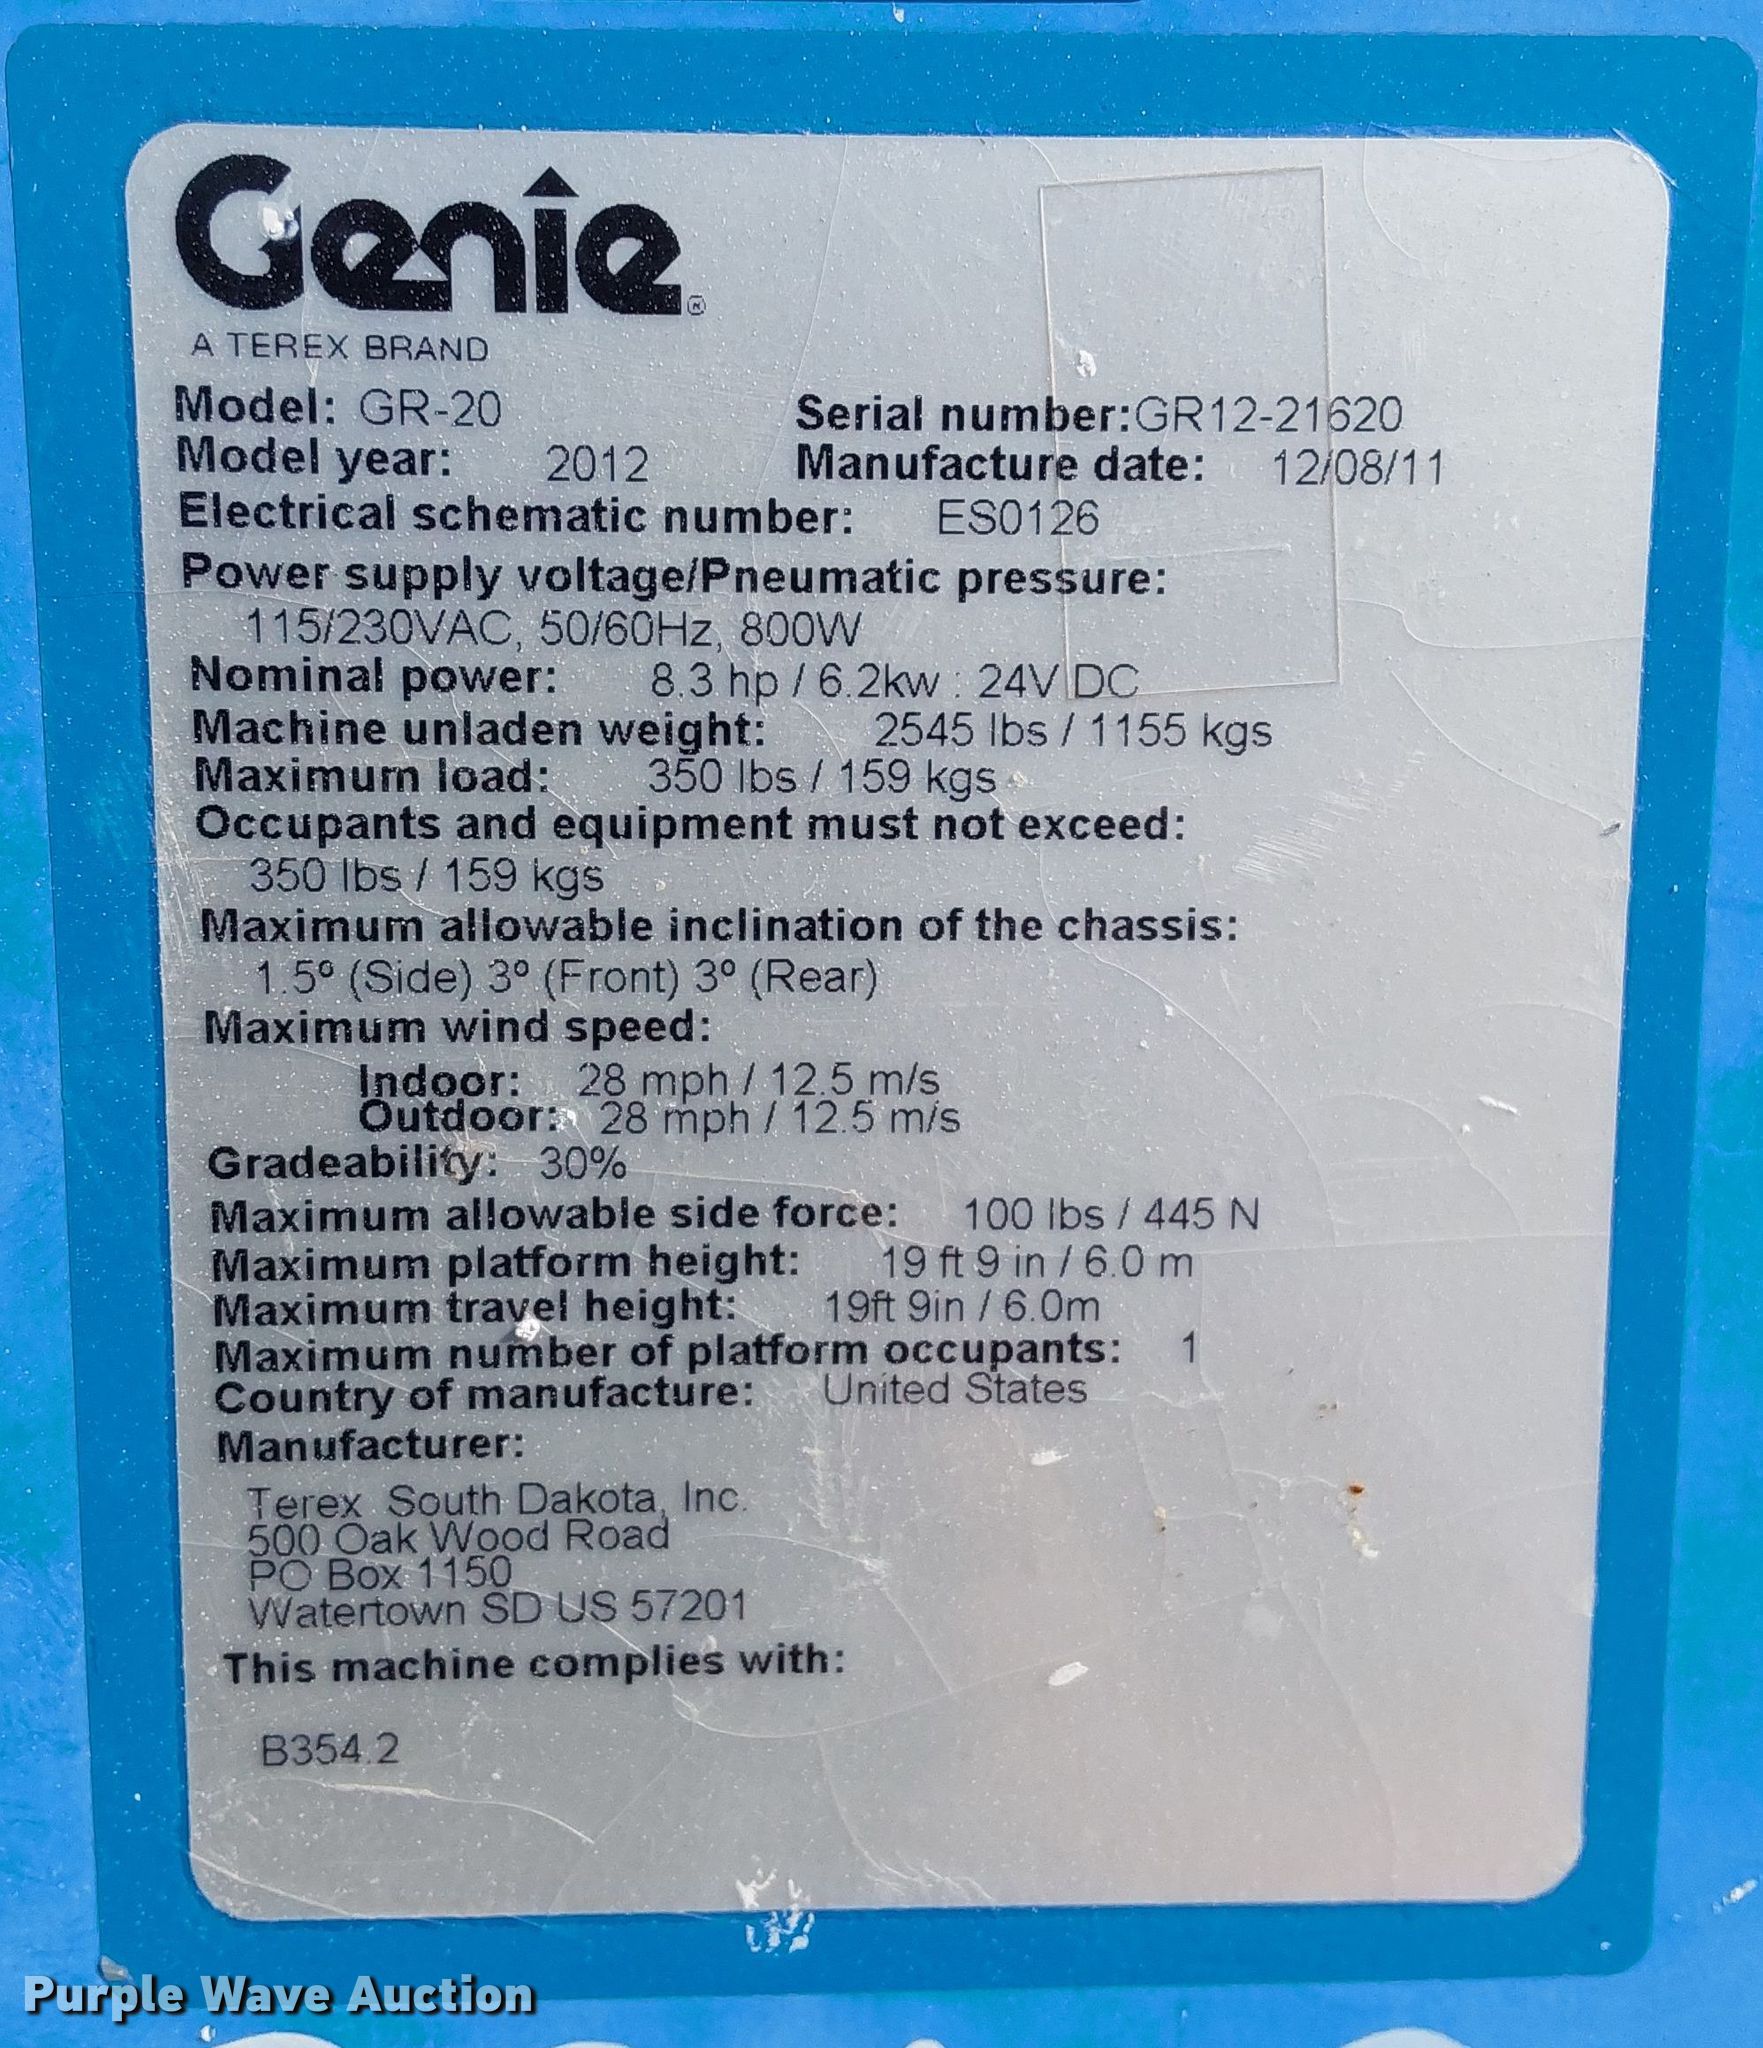 Genie®
A TEREX BRAND
Model: GR-20 Serial number:GR12-21620
Model year: 2012 Manufacture date: 12/08/11
Electrical schematic number: ES0126
Power supply voltage/Pneumatic pressure:
115/230VAC, 50/60Hz, 800W
Nominal power: 8.3 hp / 6.2kw : 24V DC
Machine unladen weight: 2545 lbs / 1155 kgs
Maximum load: 350 lbs / 159 kgs
Occupants and equipment must not exceed:
350 lbs / 159 kgs
Maximum allowable inclination of the chassis:
1.5º (Side) 3º (Front) 3º (Rear)
Maximum wind speed:
Indoor: 28 mph / 12.5 m/s
Outdoor: 28 mph / 12.5 m/s
Gradeability: 30%
Maximum allowable side force: 100 lbs / 445 N
Maximum platform height: 19 ft 9 in / 6.0 m
Maximum travel height: 19ft 9in / 6.0m
Maximum number of platform occupants: 1
Country of manufacture: United States
Manufacturer:
Terex South Dakota, Inc.
500 Oak Wood Road
PO Box 1150
Watertown SD US 57201
This machine complies with:
B354.2
Purple Wave Auction